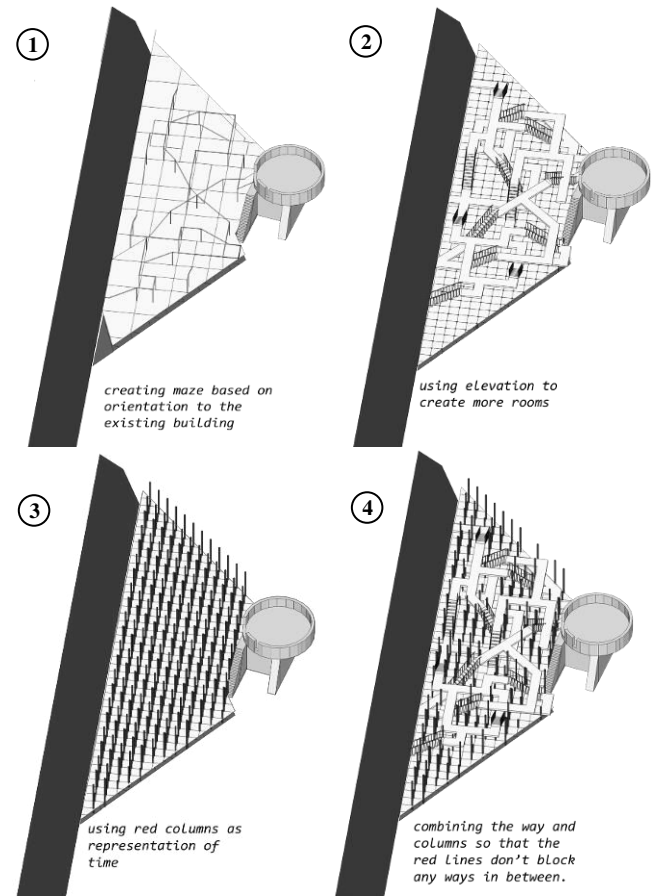 1
2
creating maze based on
orientation to the
existing building
using elevation to
create more rooms
3
4
using red columns as
representation of
time
combining the way and
columns so that the
red lines don't block
any ways in between.